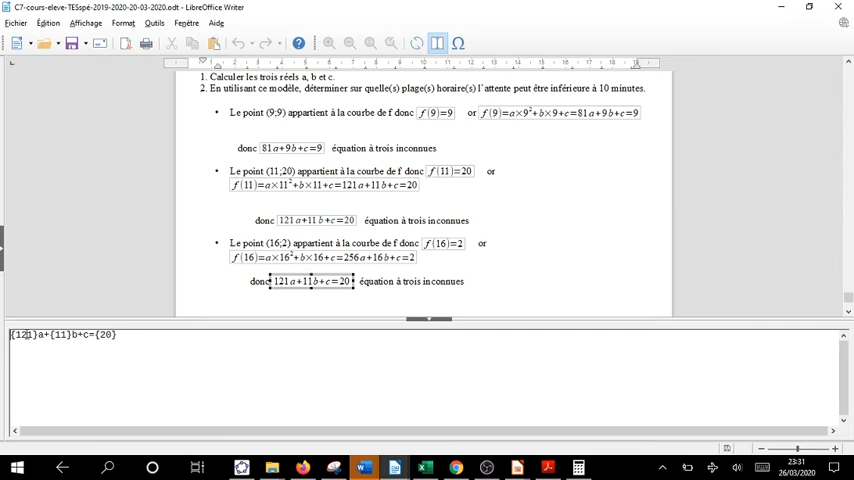 C7-cours-eleve-TESspé-2019-2020-20-03-2020.odt - LibreOffice Writer
Fichier Édition Affichage Format Outils Fenêtre Aide
1. Calculer les trois réels a, b et c.
2. En utilisant ce modèle, déterminer sur quelle(s) plage(s) horaire(s) l'attente peut être inférieure à 10 minutes.
• Le point (9;9) appartient à la courbe de f donc f(9)=9 or f(9)=a×9²+b×9+c=81a+9b+c=9
donc 81a+9b+c=9 équation à trois inconnues
• Le point (11;20) appartient à la courbe de f donc f(11)=20 or
f(11)=a×11²+b×11+c=121a+11b+c=20
donc 121a+11b+c=20 équation à trois inconnues
• Le point (16;2) appartient à la courbe de f donc f(16)=2 or
f(16)=a×16²+b×16+c=256a+16b+c=2
donc 121a+11b+c=20 équation à trois inconnues
{121}a+{11}b+c={20}
23:31
26/03/2020